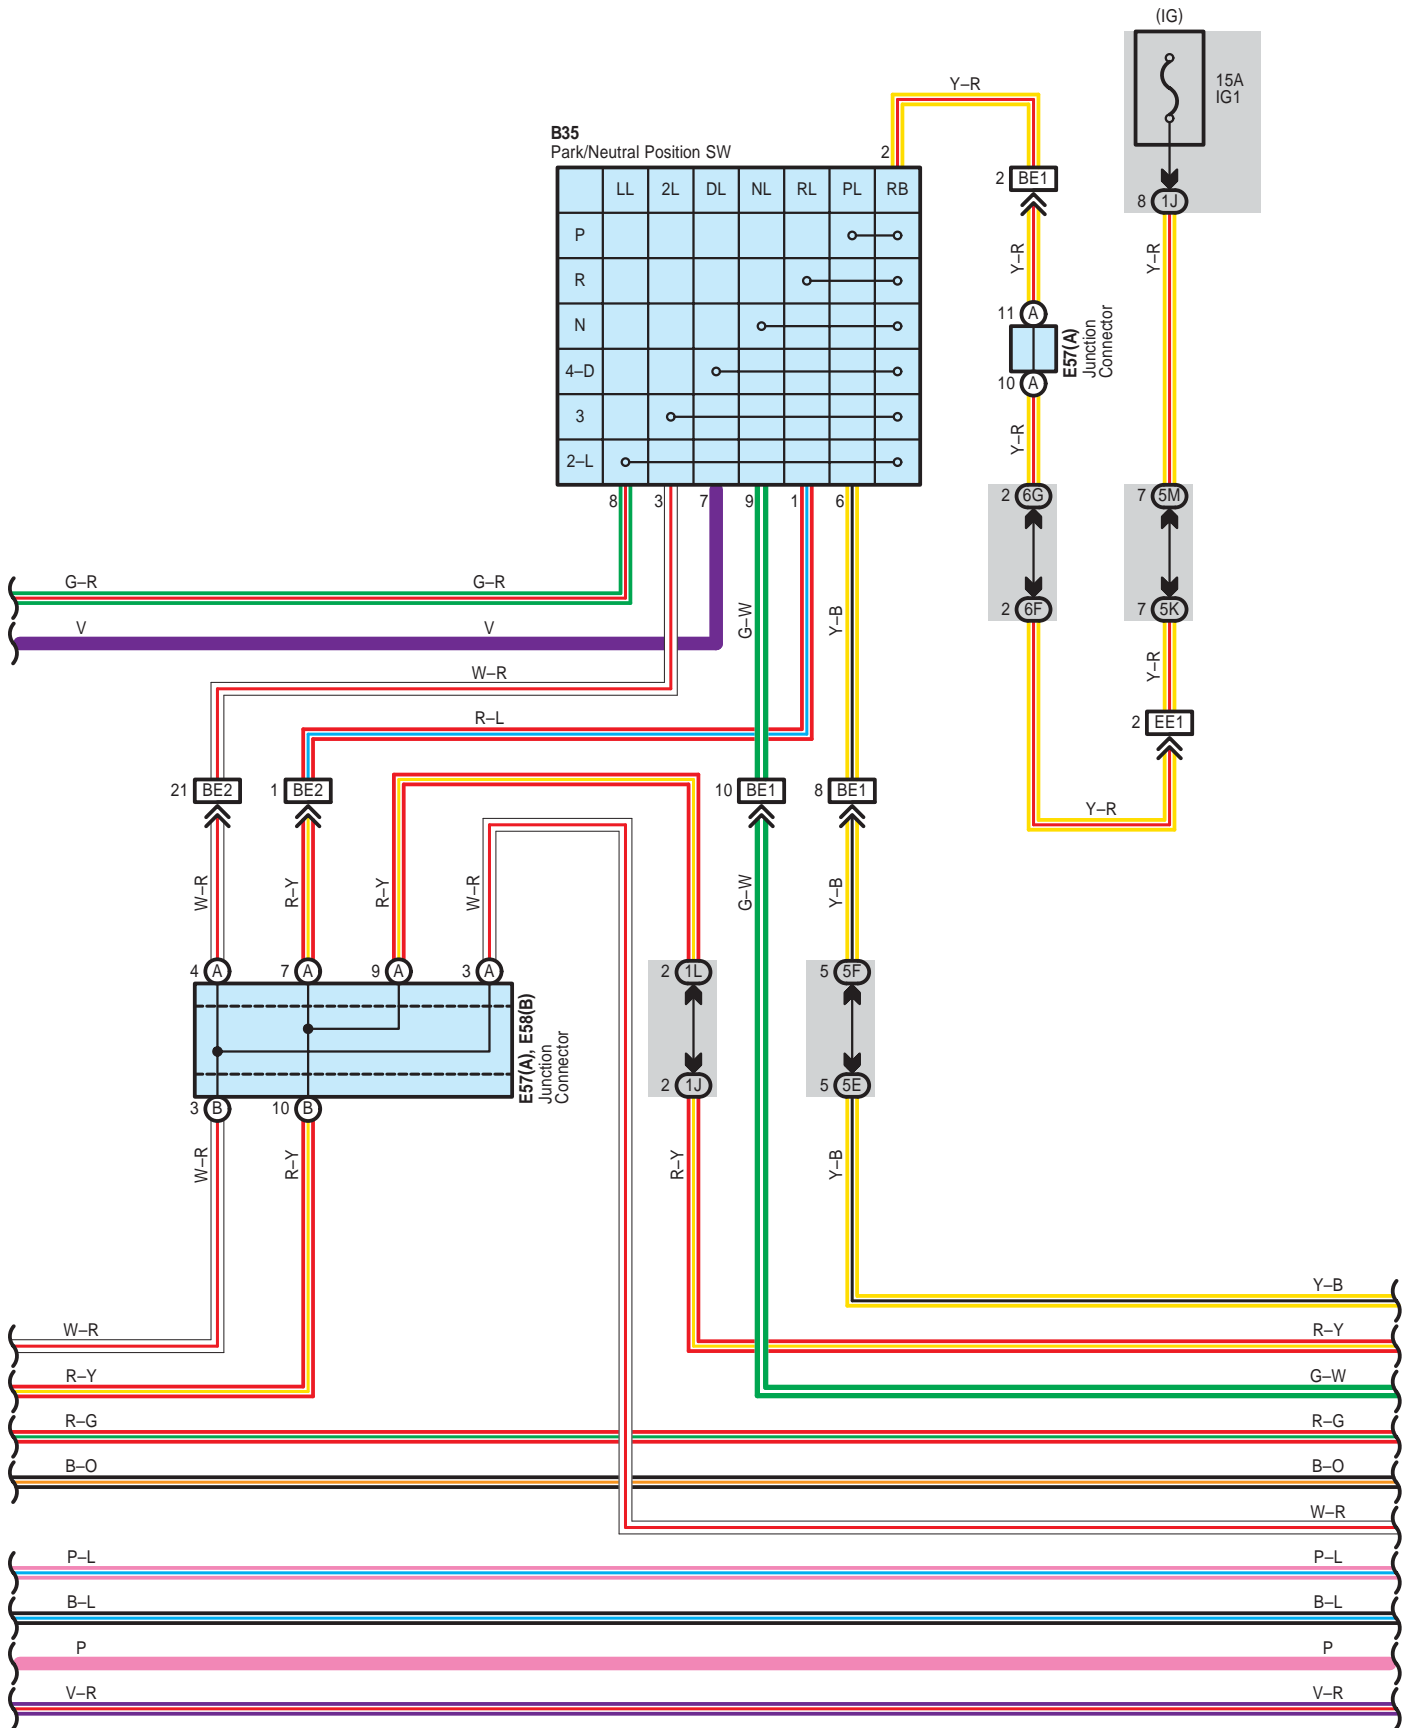 (IG)
15A
IG1
8 1J
Y–R
B35
Park/Neutral Position SW
2
2 BE1
LL 2L DL NL RL PL RB
P
R
N
4–D
3
2–L
Y–R
Y–R
11 A
E57(A)
Junction
Connector
10 A
Y–R
8 3 7 9 1 6
2 6G
7 5M
2 6F
7 5K
G–R G–R
V V
G–W
Y–B
Y–R
W–R
R–L
2 EE1
21 BE2
1 BE2
10 BE1
8 BE1
Y–R
W–R
R–Y
R–Y
W–R
G–W
Y–B
4 A
7 A
9 A
3 A
2 1L
5 5F
E57(A), E58(B)
Junction
Connector
2 1J
5 5E
3 B
10 B
W–R
R–Y
R–Y
Y–B
Y–B
W–R R–Y
R–Y G–W
R–G R–G
B–O B–O
W–R
P–L P–L
B–L B–L
P P
V–R V–R